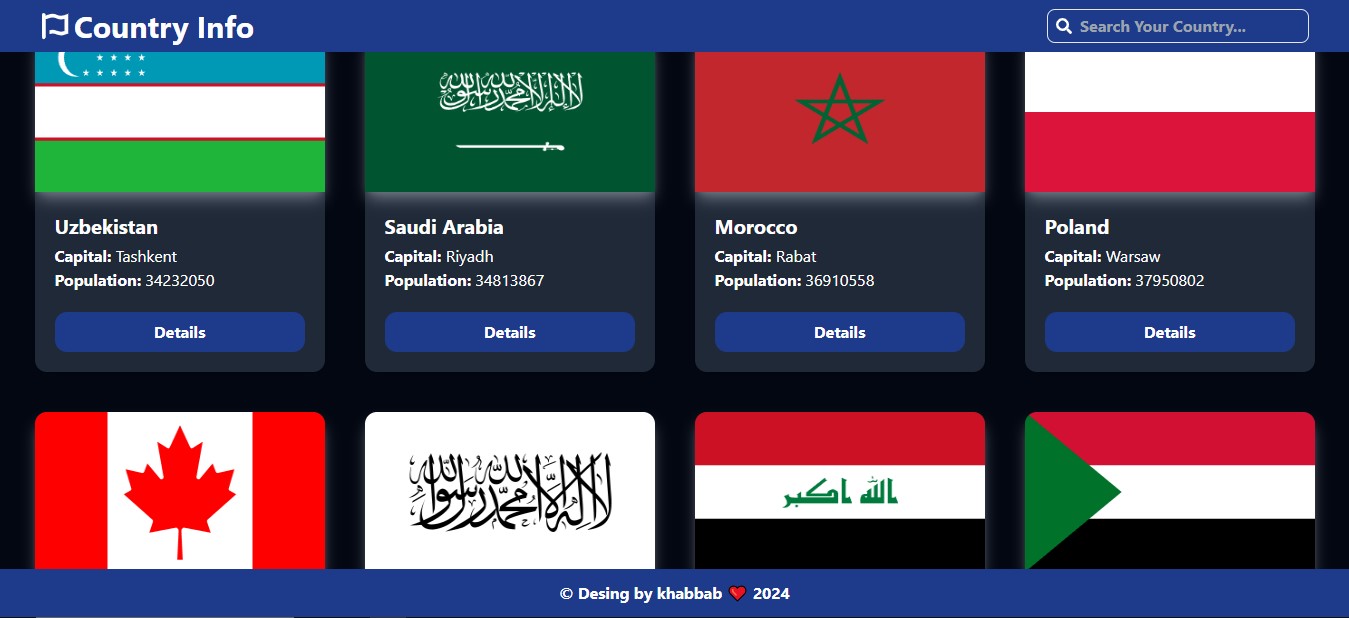 Country Info
Search Your Country...
لا إله إلا الله محمد رسول الله
Uzbekistan
Capital: Tashkent
Population: 34232050
Details
Saudi Arabia
Capital: Riyadh
Population: 34813867
Details
Morocco
Capital: Rabat
Population: 36910558
Details
Poland
Capital: Warsaw
Population: 37950802
Details
لا إله إلا الله محمد رسول الله
الله اكبر
© Desing by khabbab ❤️ 2024